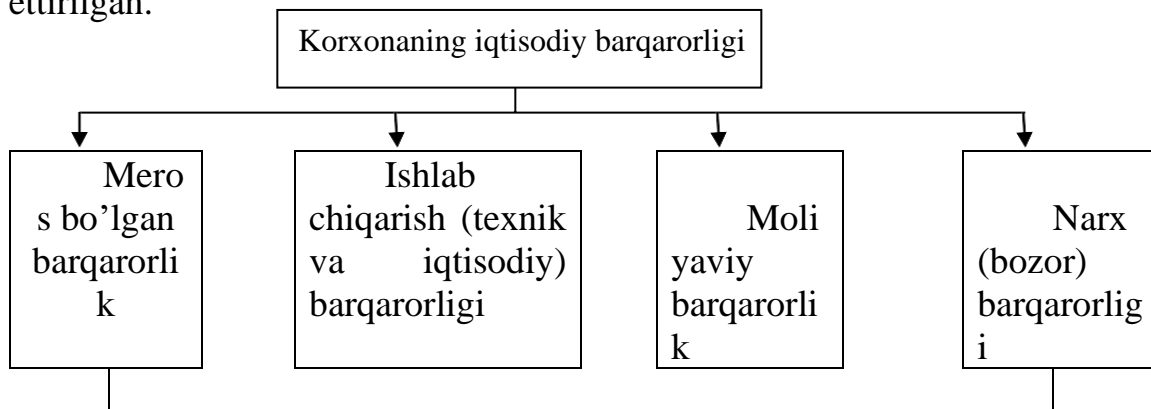 ettirilgan.
Korxonaning iqtisodiy barqarorligi
Mero
s bo’lgan
barqarorli
k
Ishlab
chiqarish (texnik
va iqtisodiy)
barqarorligi
Moli
yaviy
barqarorli
k
Narx
(bozor)
barqarorlig
i